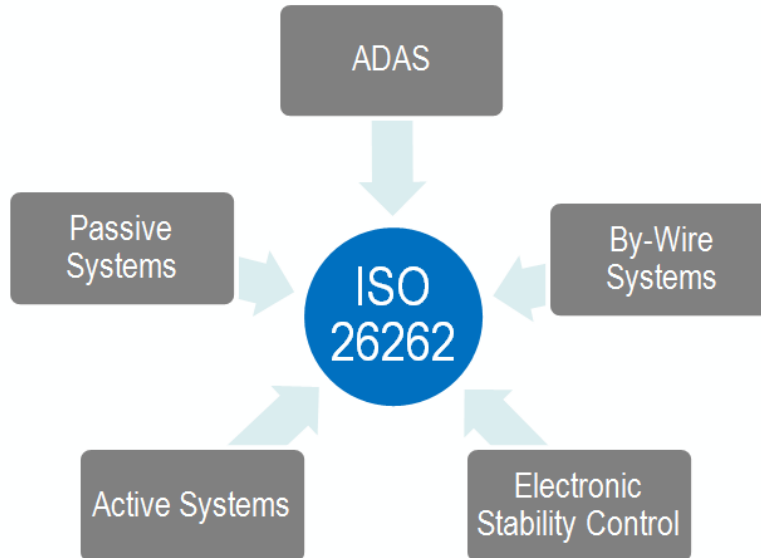 ADAS
Passive
Systems
By-Wire
Systems
ISO
26262
Active Systems
Electronic
Stability Control